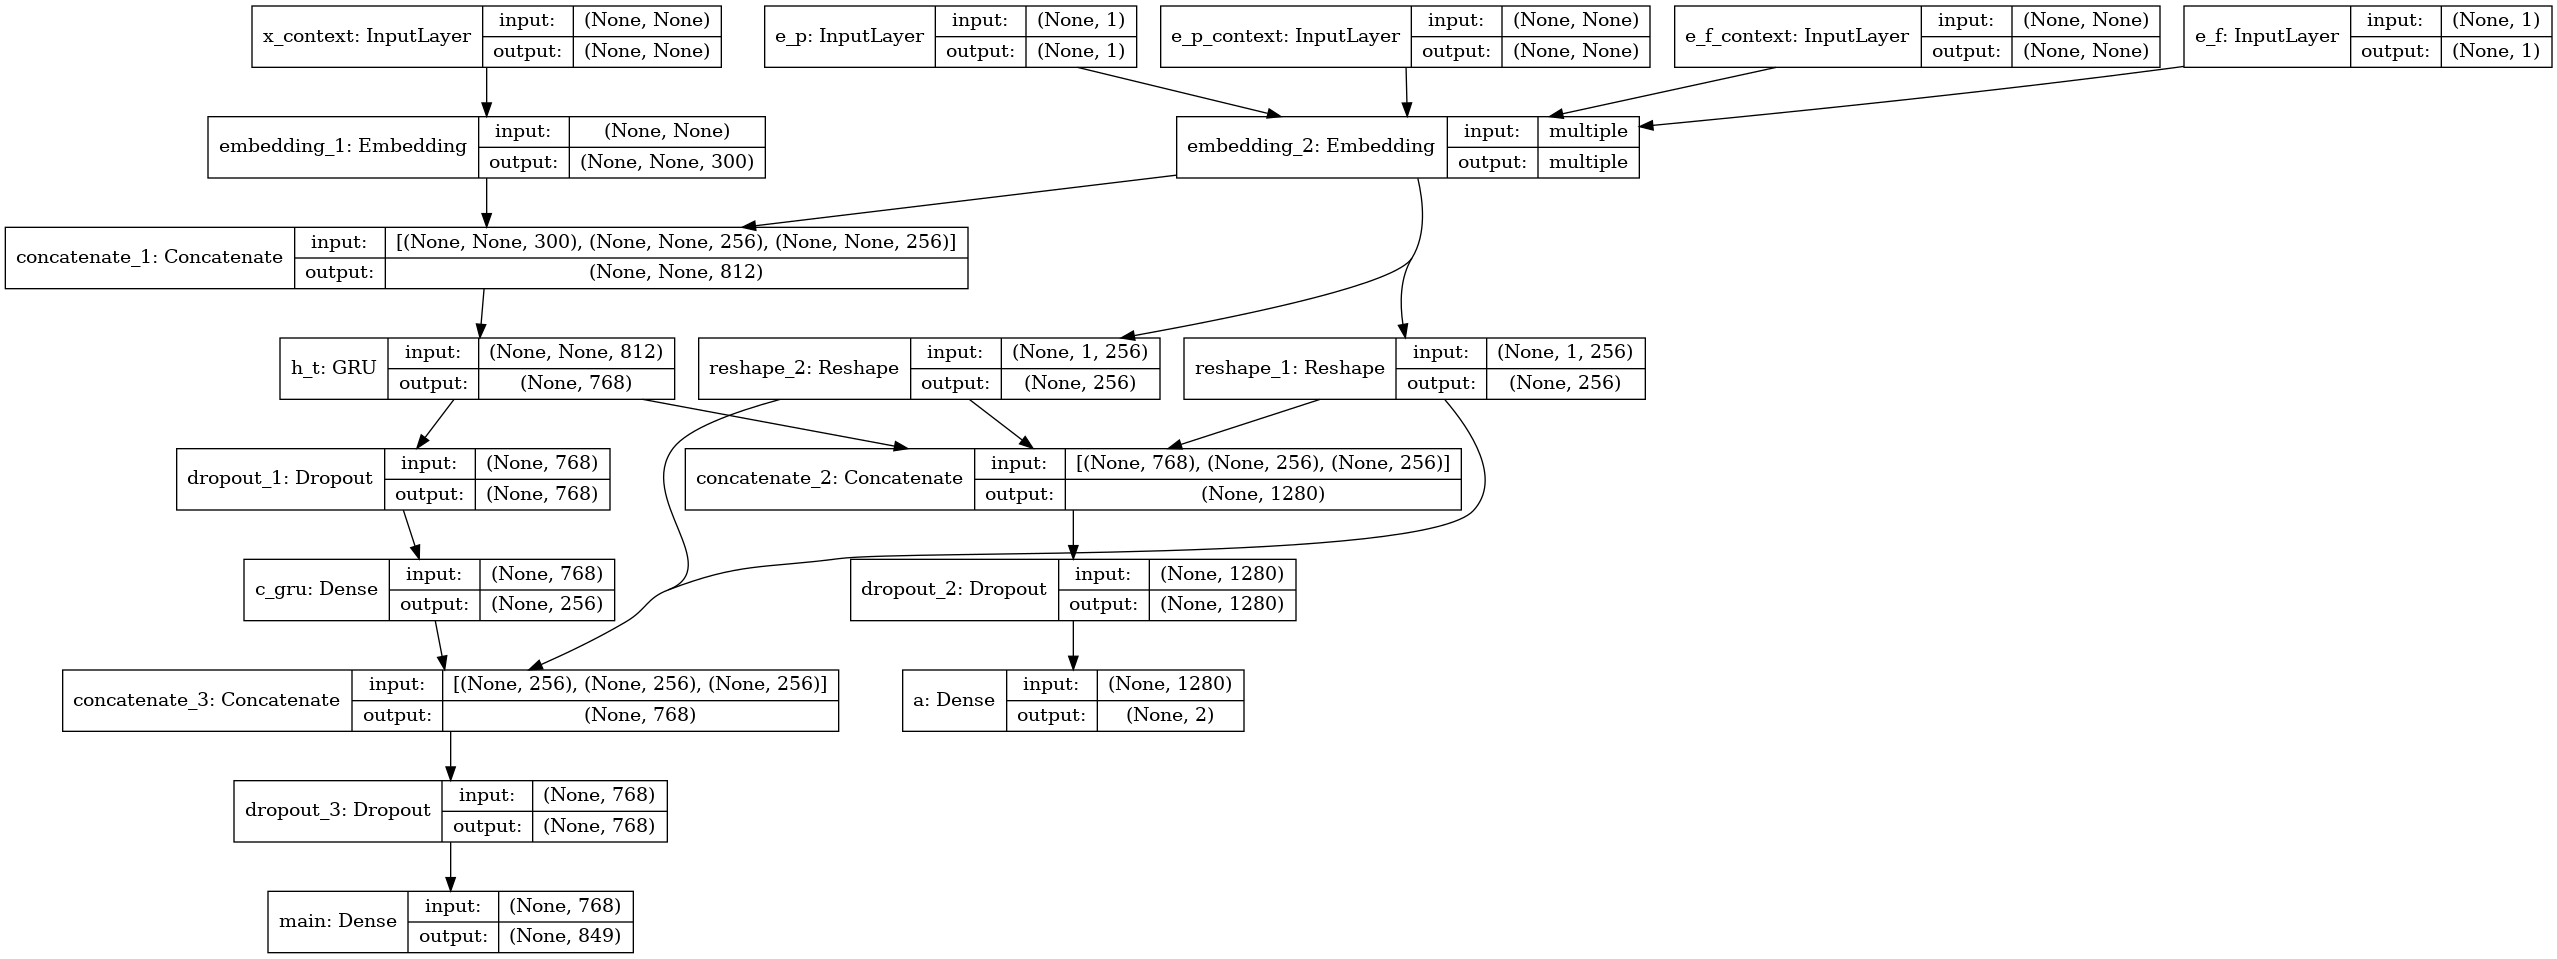 x_context: InputLayer
input: (None, None)
output: (None, None)
e_p: InputLayer
input: (None, 1)
output: (None, 1)
e_p_context: InputLayer
input: (None, None)
output: (None, None)
e_f_context: InputLayer
input: (None, None)
output: (None, None)
e_f: InputLayer
input: (None, 1)
output: (None, 1)
embedding_1: Embedding
input: (None, None)
output: (None, None, 300)
embedding_2: Embedding
input: multiple
output: multiple
concatenate_1: Concatenate
input: [(None, None, 300), (None, None, 256), (None, None, 256)]
output: (None, None, 812)
h_t: GRU
input: (None, None, 812)
output: (None, 768)
reshape_2: Reshape
input: (None, 1, 256)
output: (None, 256)
reshape_1: Reshape
input: (None, 1, 256)
output: (None, 256)
dropout_1: Dropout
input: (None, 768)
output: (None, 768)
concatenate_2: Concatenate
input: [(None, 768), (None, 256), (None, 256)]
output: (None, 1280)
c_gru: Dense
input: (None, 768)
output: (None, 256)
dropout_2: Dropout
input: (None, 1280)
output: (None, 1280)
concatenate_3: Concatenate
input: [(None, 256), (None, 256), (None, 256)]
output: (None, 768)
a: Dense
input: (None, 1280)
output: (None, 2)
dropout_3: Dropout
input: (None, 768)
output: (None, 768)
main: Dense
input: (None, 768)
output: (None, 849)